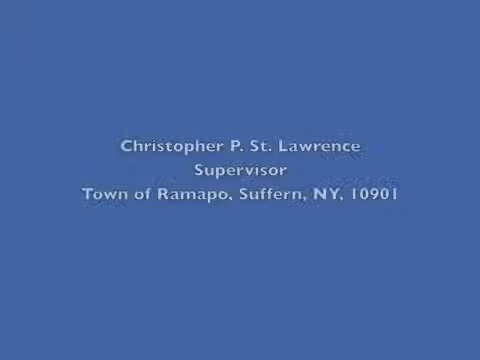 Christopher P. St. Lawrence
Supervisor
Town of Ramapo, Suffern, NY, 10901